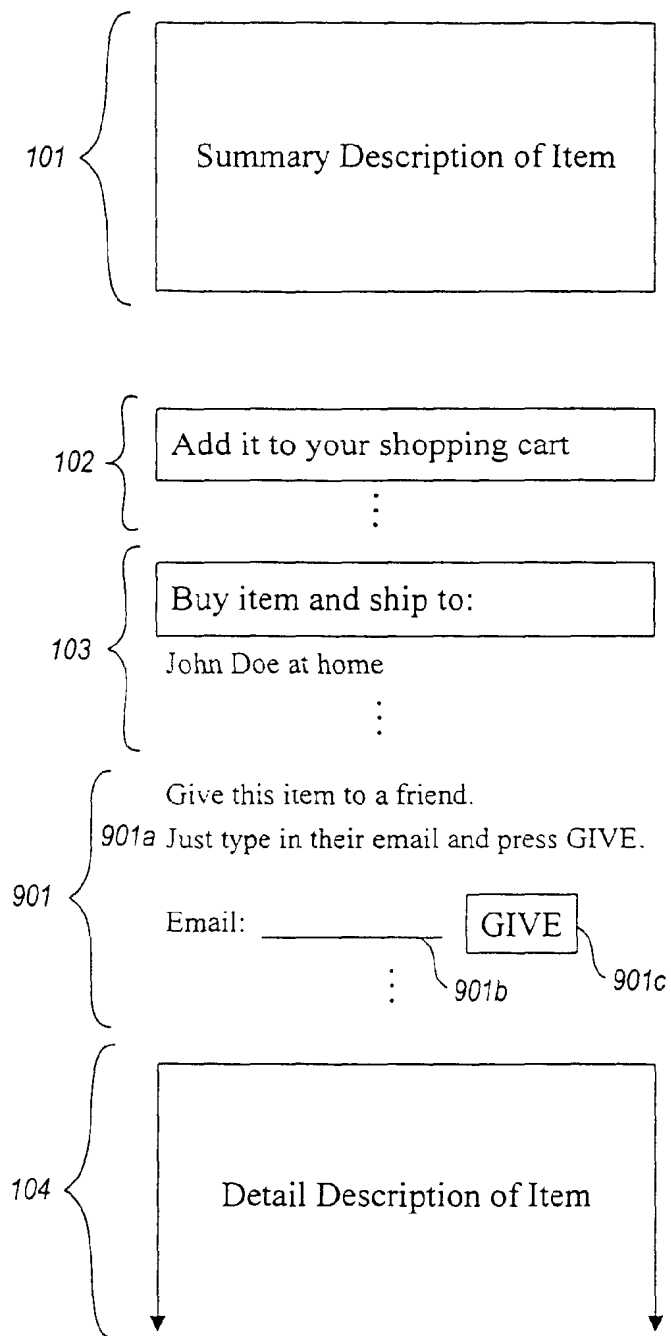 101
Summary Description of Item
102
Add it to your shopping cart
103
Buy item and ship to:
John Doe at home
901
Give this item to a friend.
901a Just type in their email and press GIVE.
Email: GIVE
901b
901c
104
Detail Description of Item